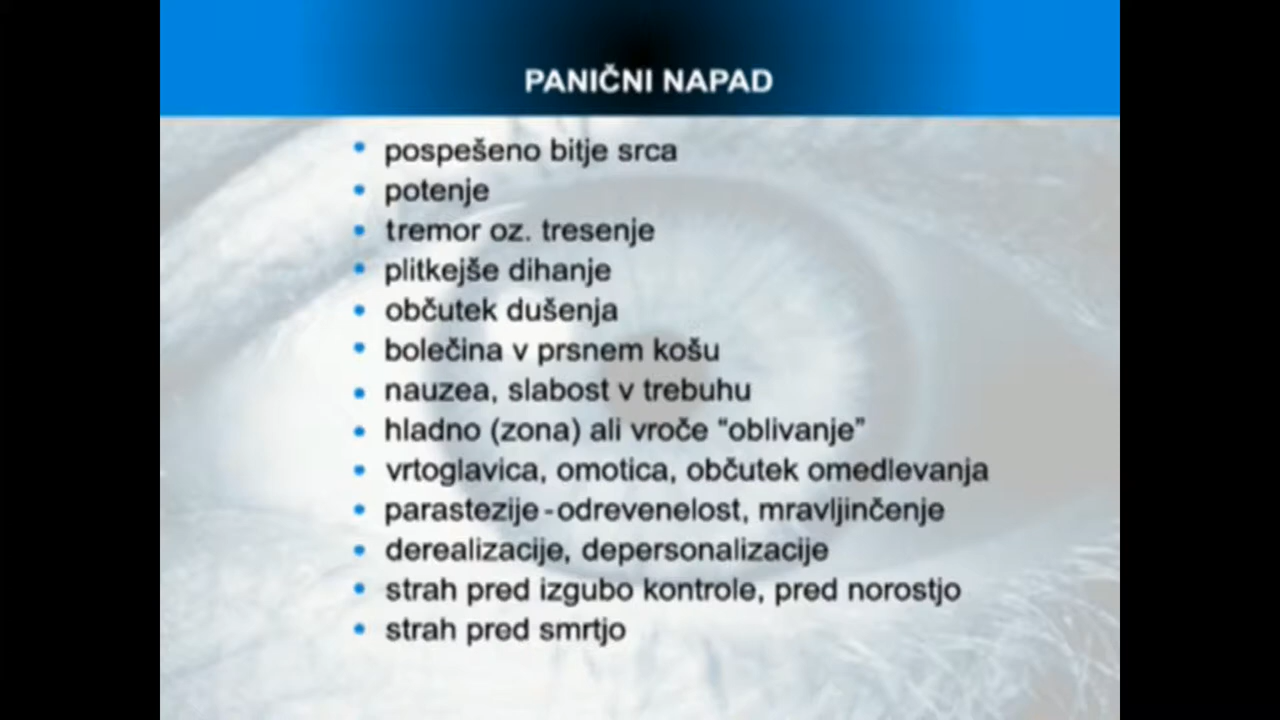 PANIČNI NAPAD
pospešeno bitje srca
potenje
tremor oz. tresenje
plitkejše dihanje
občutek dušenja
bolečina v prsnem košu
nauzea, slabost v trebuhu
hladno (zona) ali vroče “oblivanje”
vrtoglavica, omotica, občutek omedlevanja
parastezije - odrevenelost, mravljinčenje
derealizacije, depersonalizacije
strah pred izgubo kontrole, pred norostjo
strah pred smrtjo